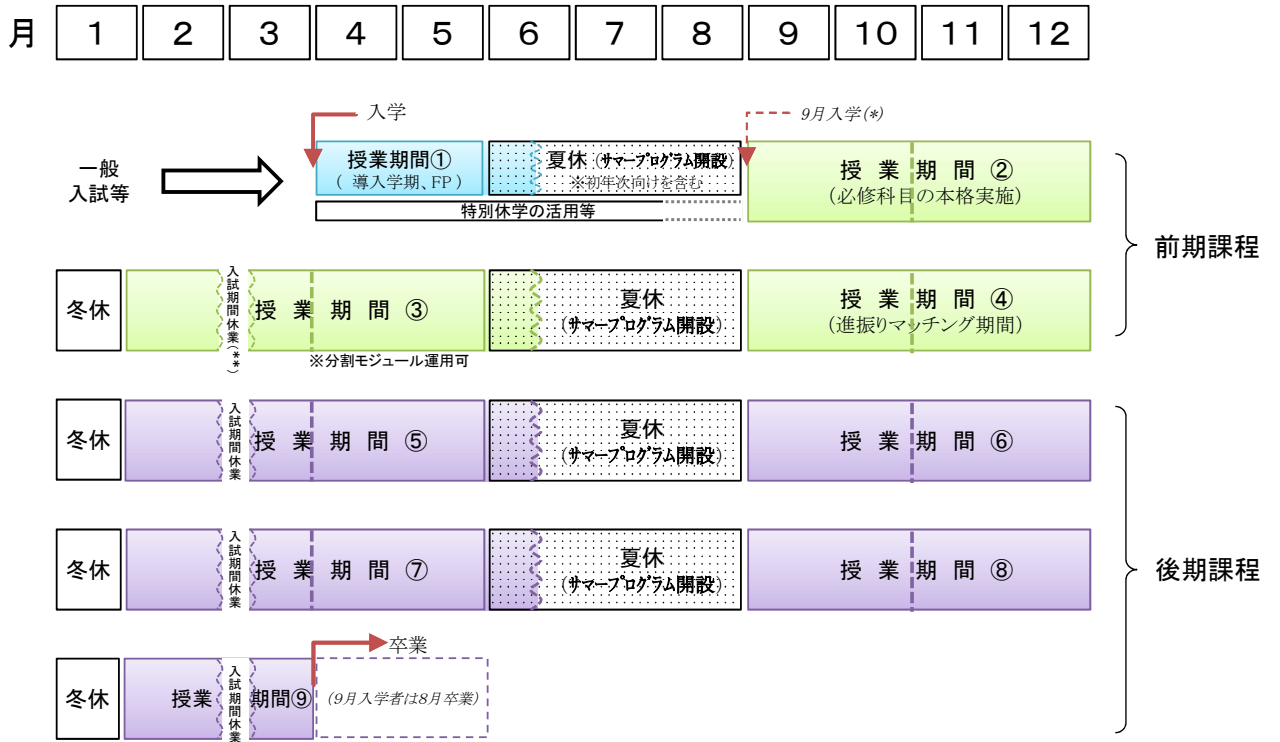 月 1 2 3 4 5 6 7 8 9 10 11 12
入学
9月入学(*)
一般
入試等
授業期間①
( 導入学期、FP )
夏休 (サマープログラム開設)
※初年次向けを含む
授 業 期 間 ②
(必修科目の本格実施)
特別休学の活用等
前期課程
冬休
入試期間休業(**)
授 業 期 間 ③
夏休
(サマープログラム開設)
授 業 期 間 ④
(進振りマッチング期間)
※分割モジュール運用可
冬休
入試期間休業
授 業 期 間 ⑤
夏休
(サマープログラム開設)
授 業 期 間 ⑥
冬休
入試期間休業
授 業 期 間 ⑦
夏休
(サマープログラム開設)
授 業 期 間 ⑧
後期課程
卒業
冬休
授業 期間⑨
入試期間休業
(9月入学者は8月卒業)